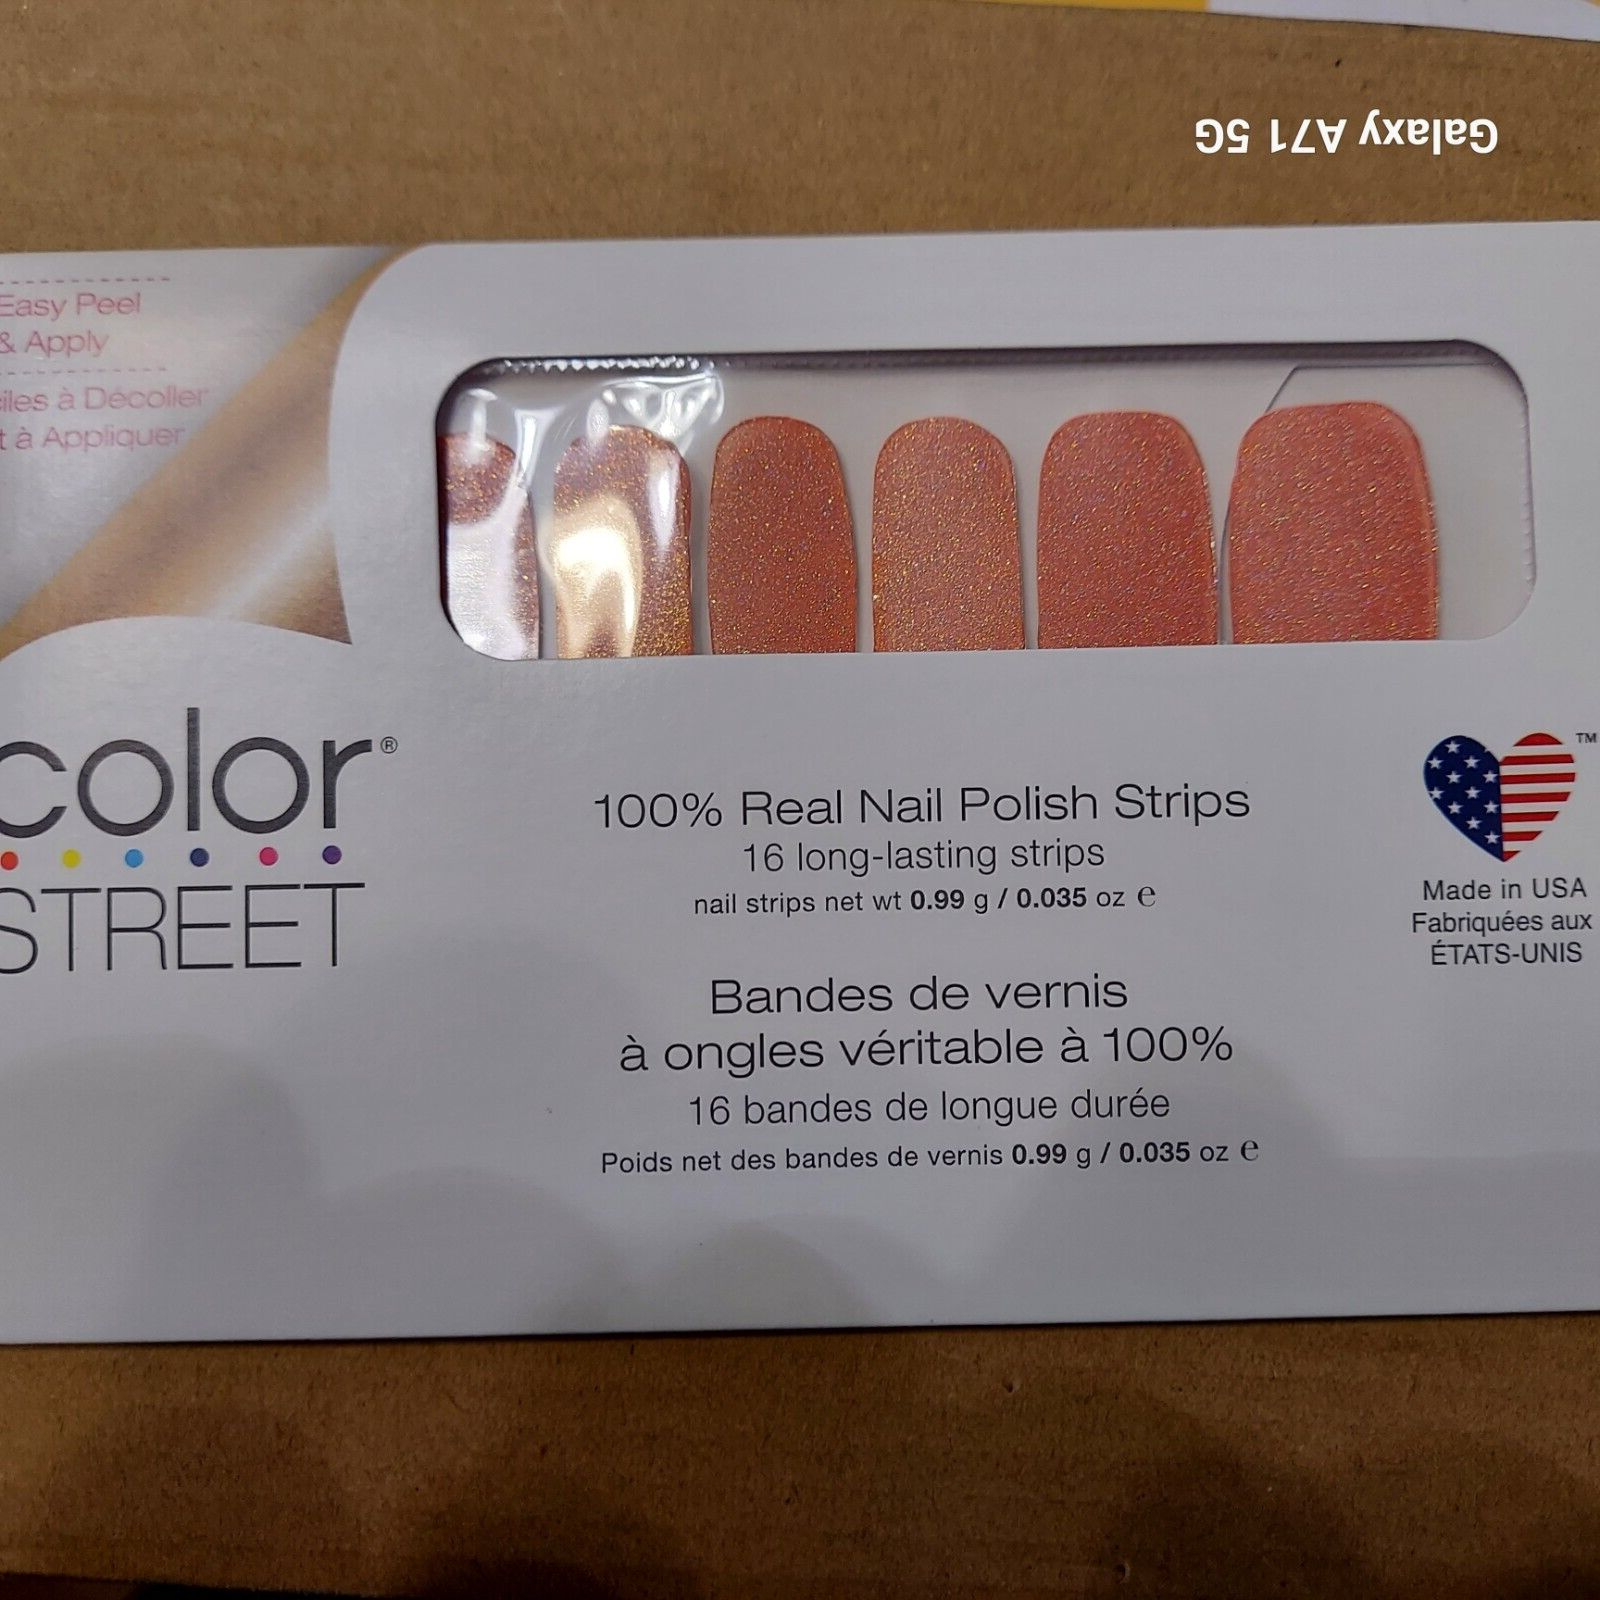 Galaxy A71 5G
Easy Peel
& Apply
à Décoller
à Appliquer
color®
STREET
100% Real Nail Polish Strips
16 long-lasting strips
nail strips net wt 0.99 g / 0.035 oz ℮
Bandes de vernis
à ongles véritable à 100%
16 bandes de longue durée
Poids net des bandes de vernis 0.99 g / 0.035 oz ℮
TM
Made in USA
Fabriquées aux
ÉTATS-UNIS